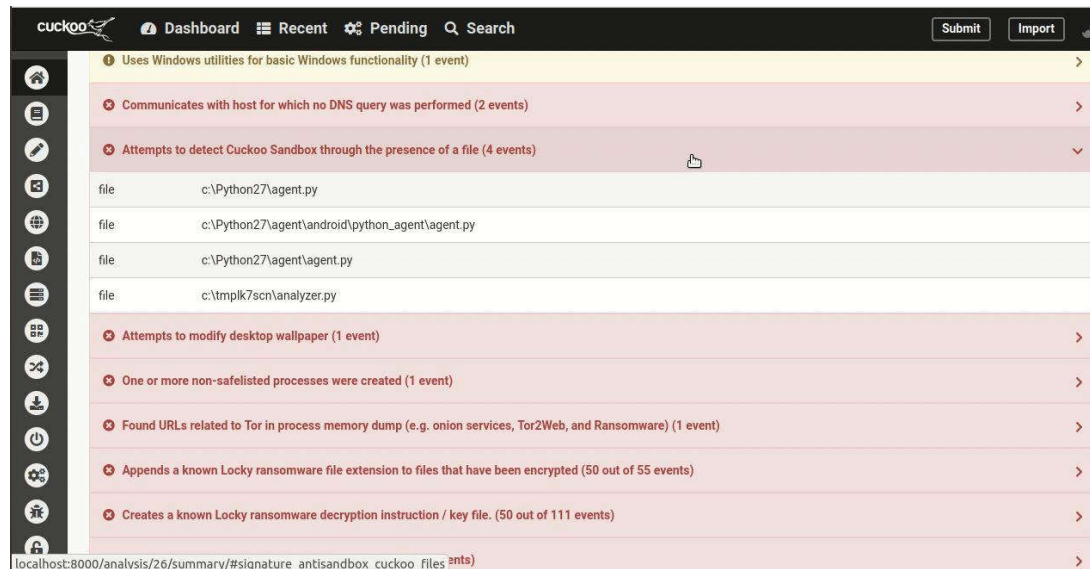 cuckoo Dashboard Recent Pending Search Submit Import
Uses Windows utilities for basic Windows functionality (1 event)
Communicates with host for which no DNS query was performed (2 events)
Attempts to detect Cuckoo Sandbox through the presence of a file (4 events)
file c:\Python27\agent.py
file c:\Python27\agent\android\python_agent\agent.py
file c:\Python27\agent\agent.py
file c:\tmplk7scn\analyzer.py
Attempts to modify desktop wallpaper (1 event)
One or more non-safelisted processes were created (1 event)
Found URLs related to Tor in process memory dump (e.g. onion services, Tor2Web, and Ransomware) (1 event)
Appends a known Locky ransomware file extension to files that have been encrypted (50 out of 55 events)
Creates a known Locky ransomware decryption instruction / key file. (50 out of 111 events)
localhost:8000/analysis/26/summary/#signature_antisandbox_cuckoo_files ents)